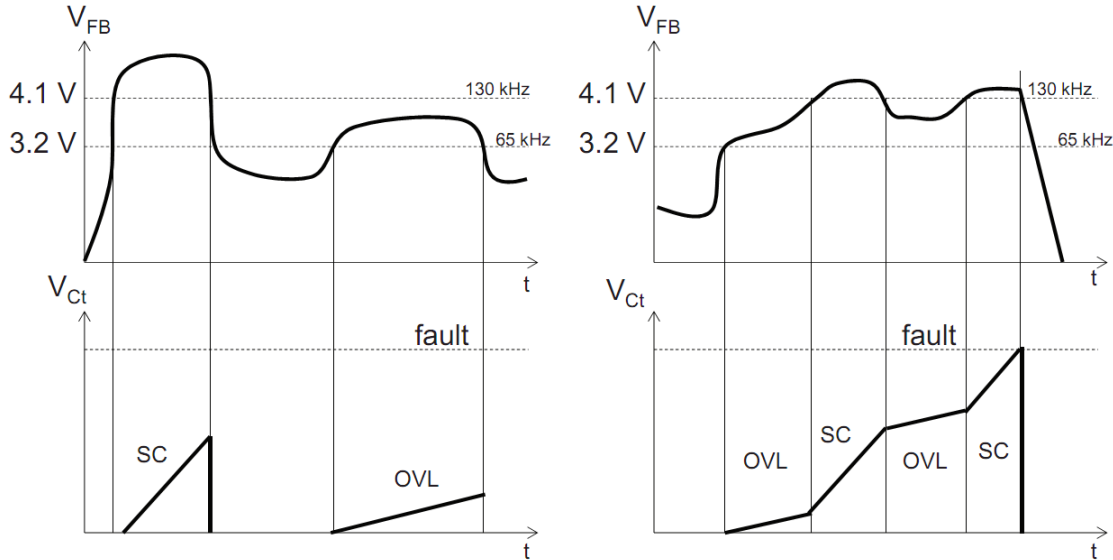 V_FB
4.1 V
130 kHz
3.2 V
65 kHz
t
V_Ct
fault
SC
OVL
t
V_FB
4.1 V
130 kHz
3.2 V
65 kHz
t
V_Ct
fault
OVL
SC
OVL
SC
t